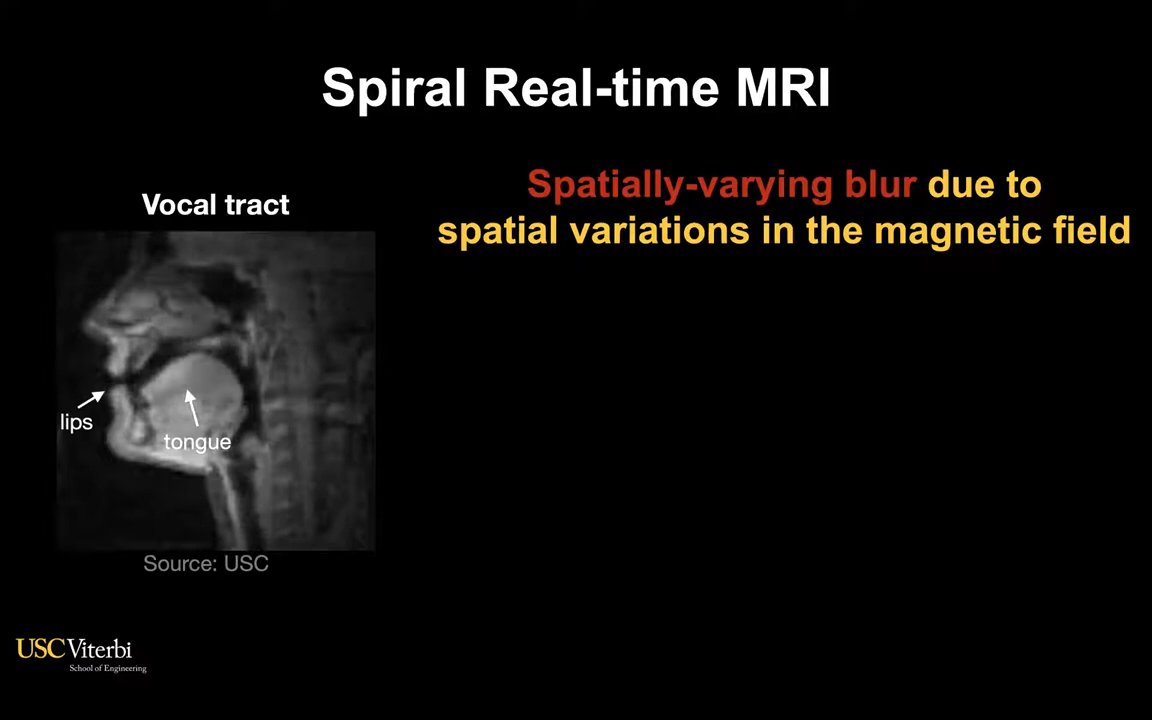 Spiral Real-time MRI
Spatially-varying blur due to
spatial variations in the magnetic field
Vocal tract
lips
tongue
Source: USC
USC Viterbi
School of Engineering